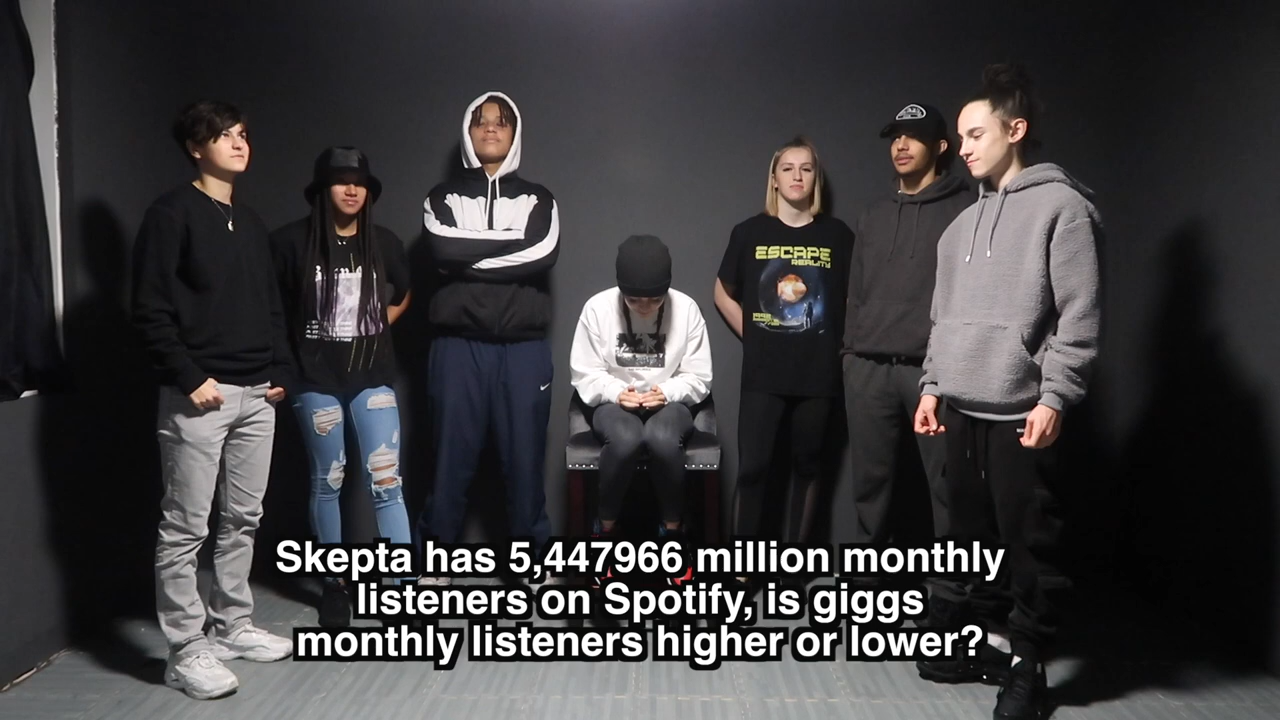 ESCAPE
REALITY
Skepta has 5,447966 million monthly
listeners on Spotify, is giggs
monthly listeners higher or lower?